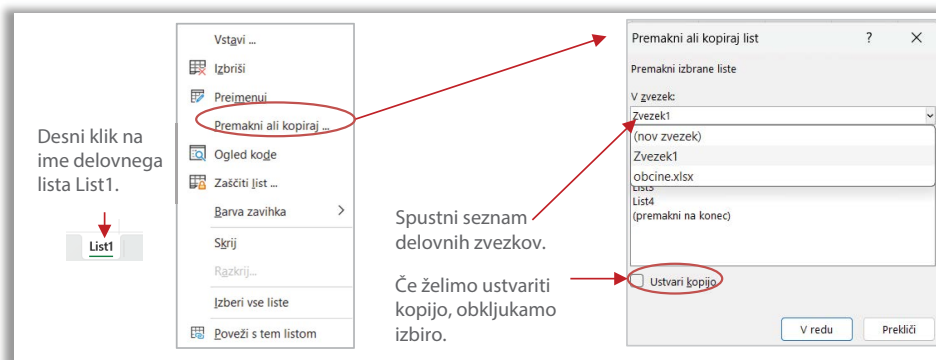 Desni klik na
ime delovnega
lista List1.
List1
Vstavi ...
Izbriši
Preimenuj
Premakni ali kopiraj ...
Ogled kode
Zaščiti list ...
Barva zavihka
Skrij
Razkrij...
Izberi vse liste
Poveži s tem listom
Spustni seznam
delovnih zvezkov.
Če želimo ustvariti
kopijo, obkljukamo
izbiro.
Premakni ali kopiraj list ?
Premakni izbrane liste
V zvezek:
Zvezek1
(nov zvezek)
Zvezek1
obcine.xlsx
List3
List4
(premakni na konec)
Ustvari kopijo
V redu Prekliči